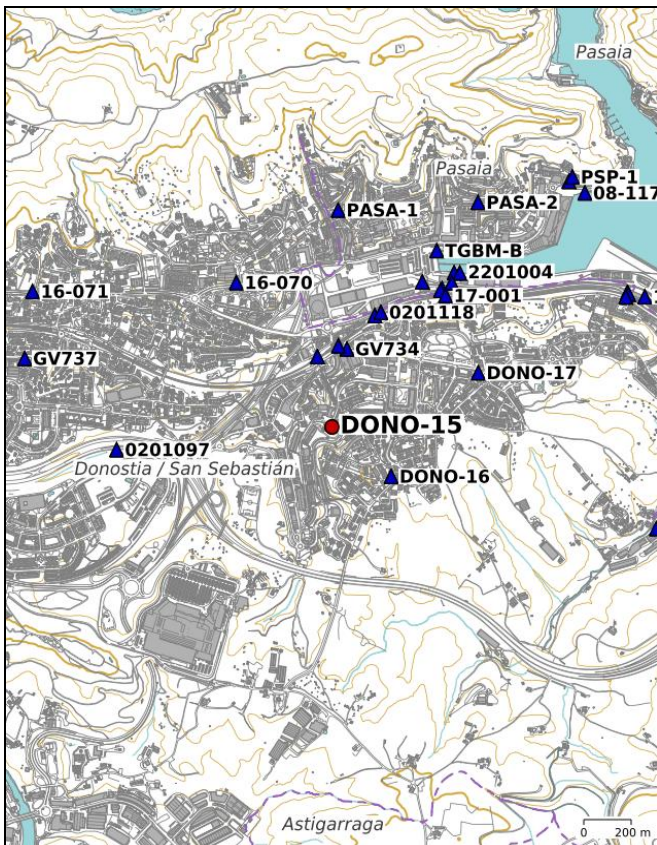 Pasaia
Pasaia
PSP-1
08-117
PASA-1
PASA-2
TGBM-B
2201004
16-071
16-070
17-001
0201118
GV737
GV734
DONO-17
DONO-15
0201097
Donostia / San Sebastián
DONO-16
Astigarraga
0 200 m